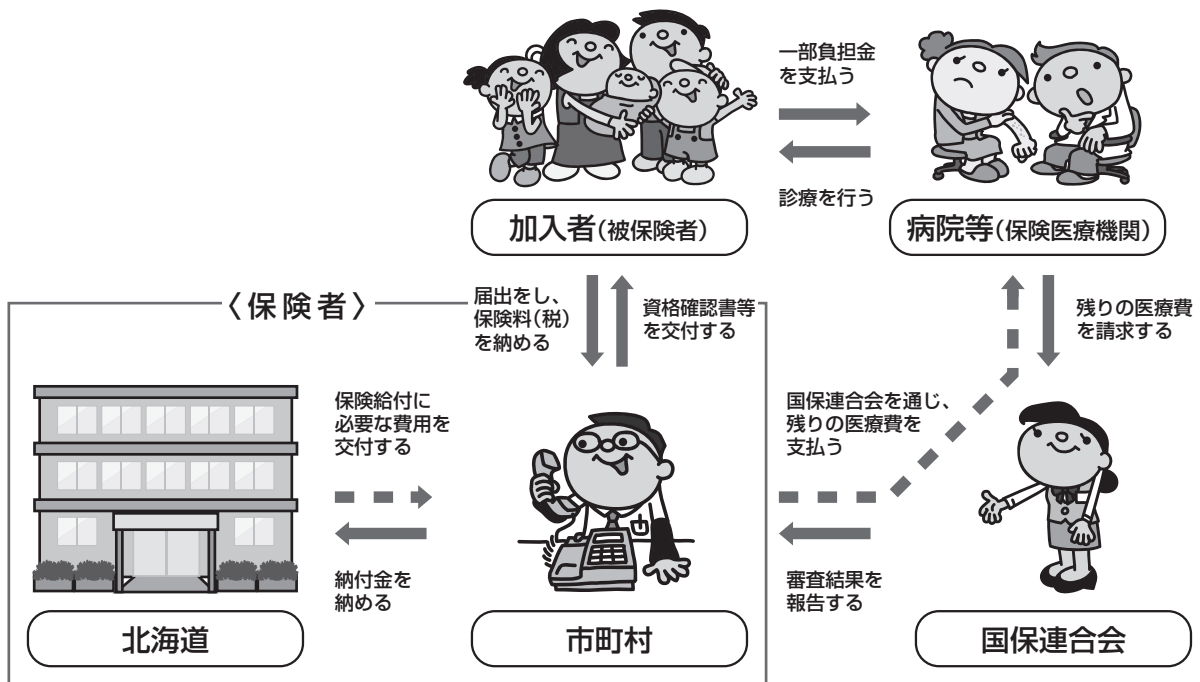 一部負担金
を支払う
診療を行う
加入者(被保険者)
病院等(保険医療機関)
〈保険者〉
届出をし、
保険料(税)
を納める
資格確認書等
を交付する
残りの医療費
を請求する
保険給付に
必要な費用を
交付する
国保連合会を通じ、
残りの医療費を
支払う
納付金を
納める
審査結果を
報告する
北海道
市町村
国保連合会